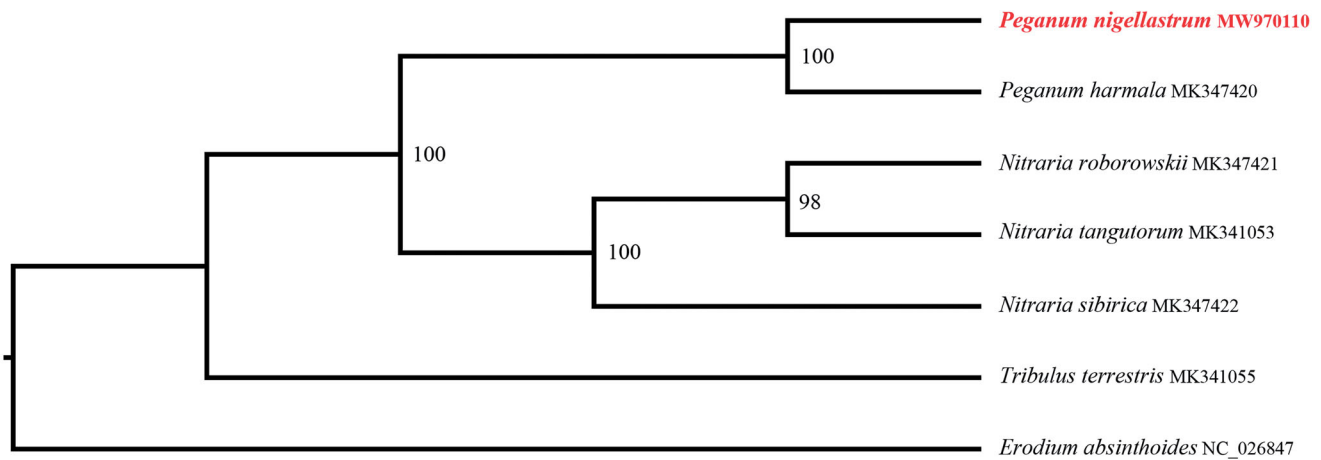 Peganum nigellastrum MW970110
100
Peganum harmala MK347420
100
Nitraria roborowskii MK347421
98
Nitraria tangutorum MK341053
100
Nitraria sibirica MK347422
Tribulus terrestris MK341055
Erodium absinthoides NC_026847